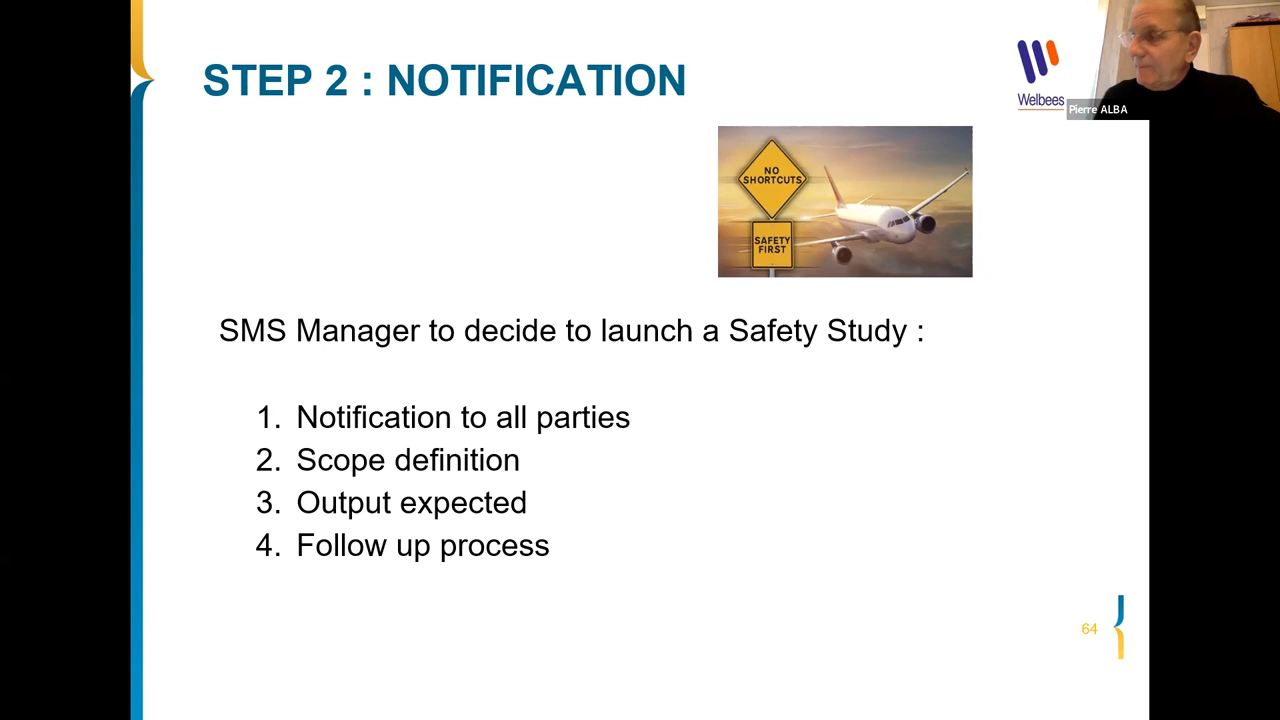 STEP 2 : NOTIFICATION
Welbees
Pierre ALBA
NO
SHORTCUTS
SAFETY
FIRST
SMS Manager to decide to launch a Safety Study :
1. Notification to all parties
2. Scope definition
3. Output expected
4. Follow up process
64